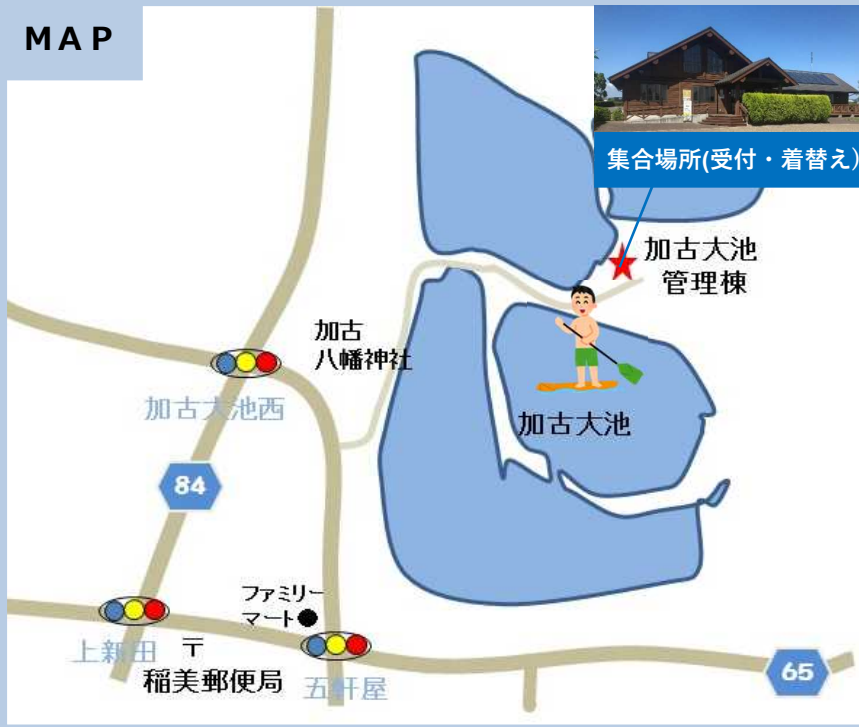 MAP
集合場所(受付・着替え)
加古大池
管理棟
加古
八幡神社
加古大池西
加古大池
84
ファミリー
マート
上新田
〒
稲美郵便局
五軒屋
65